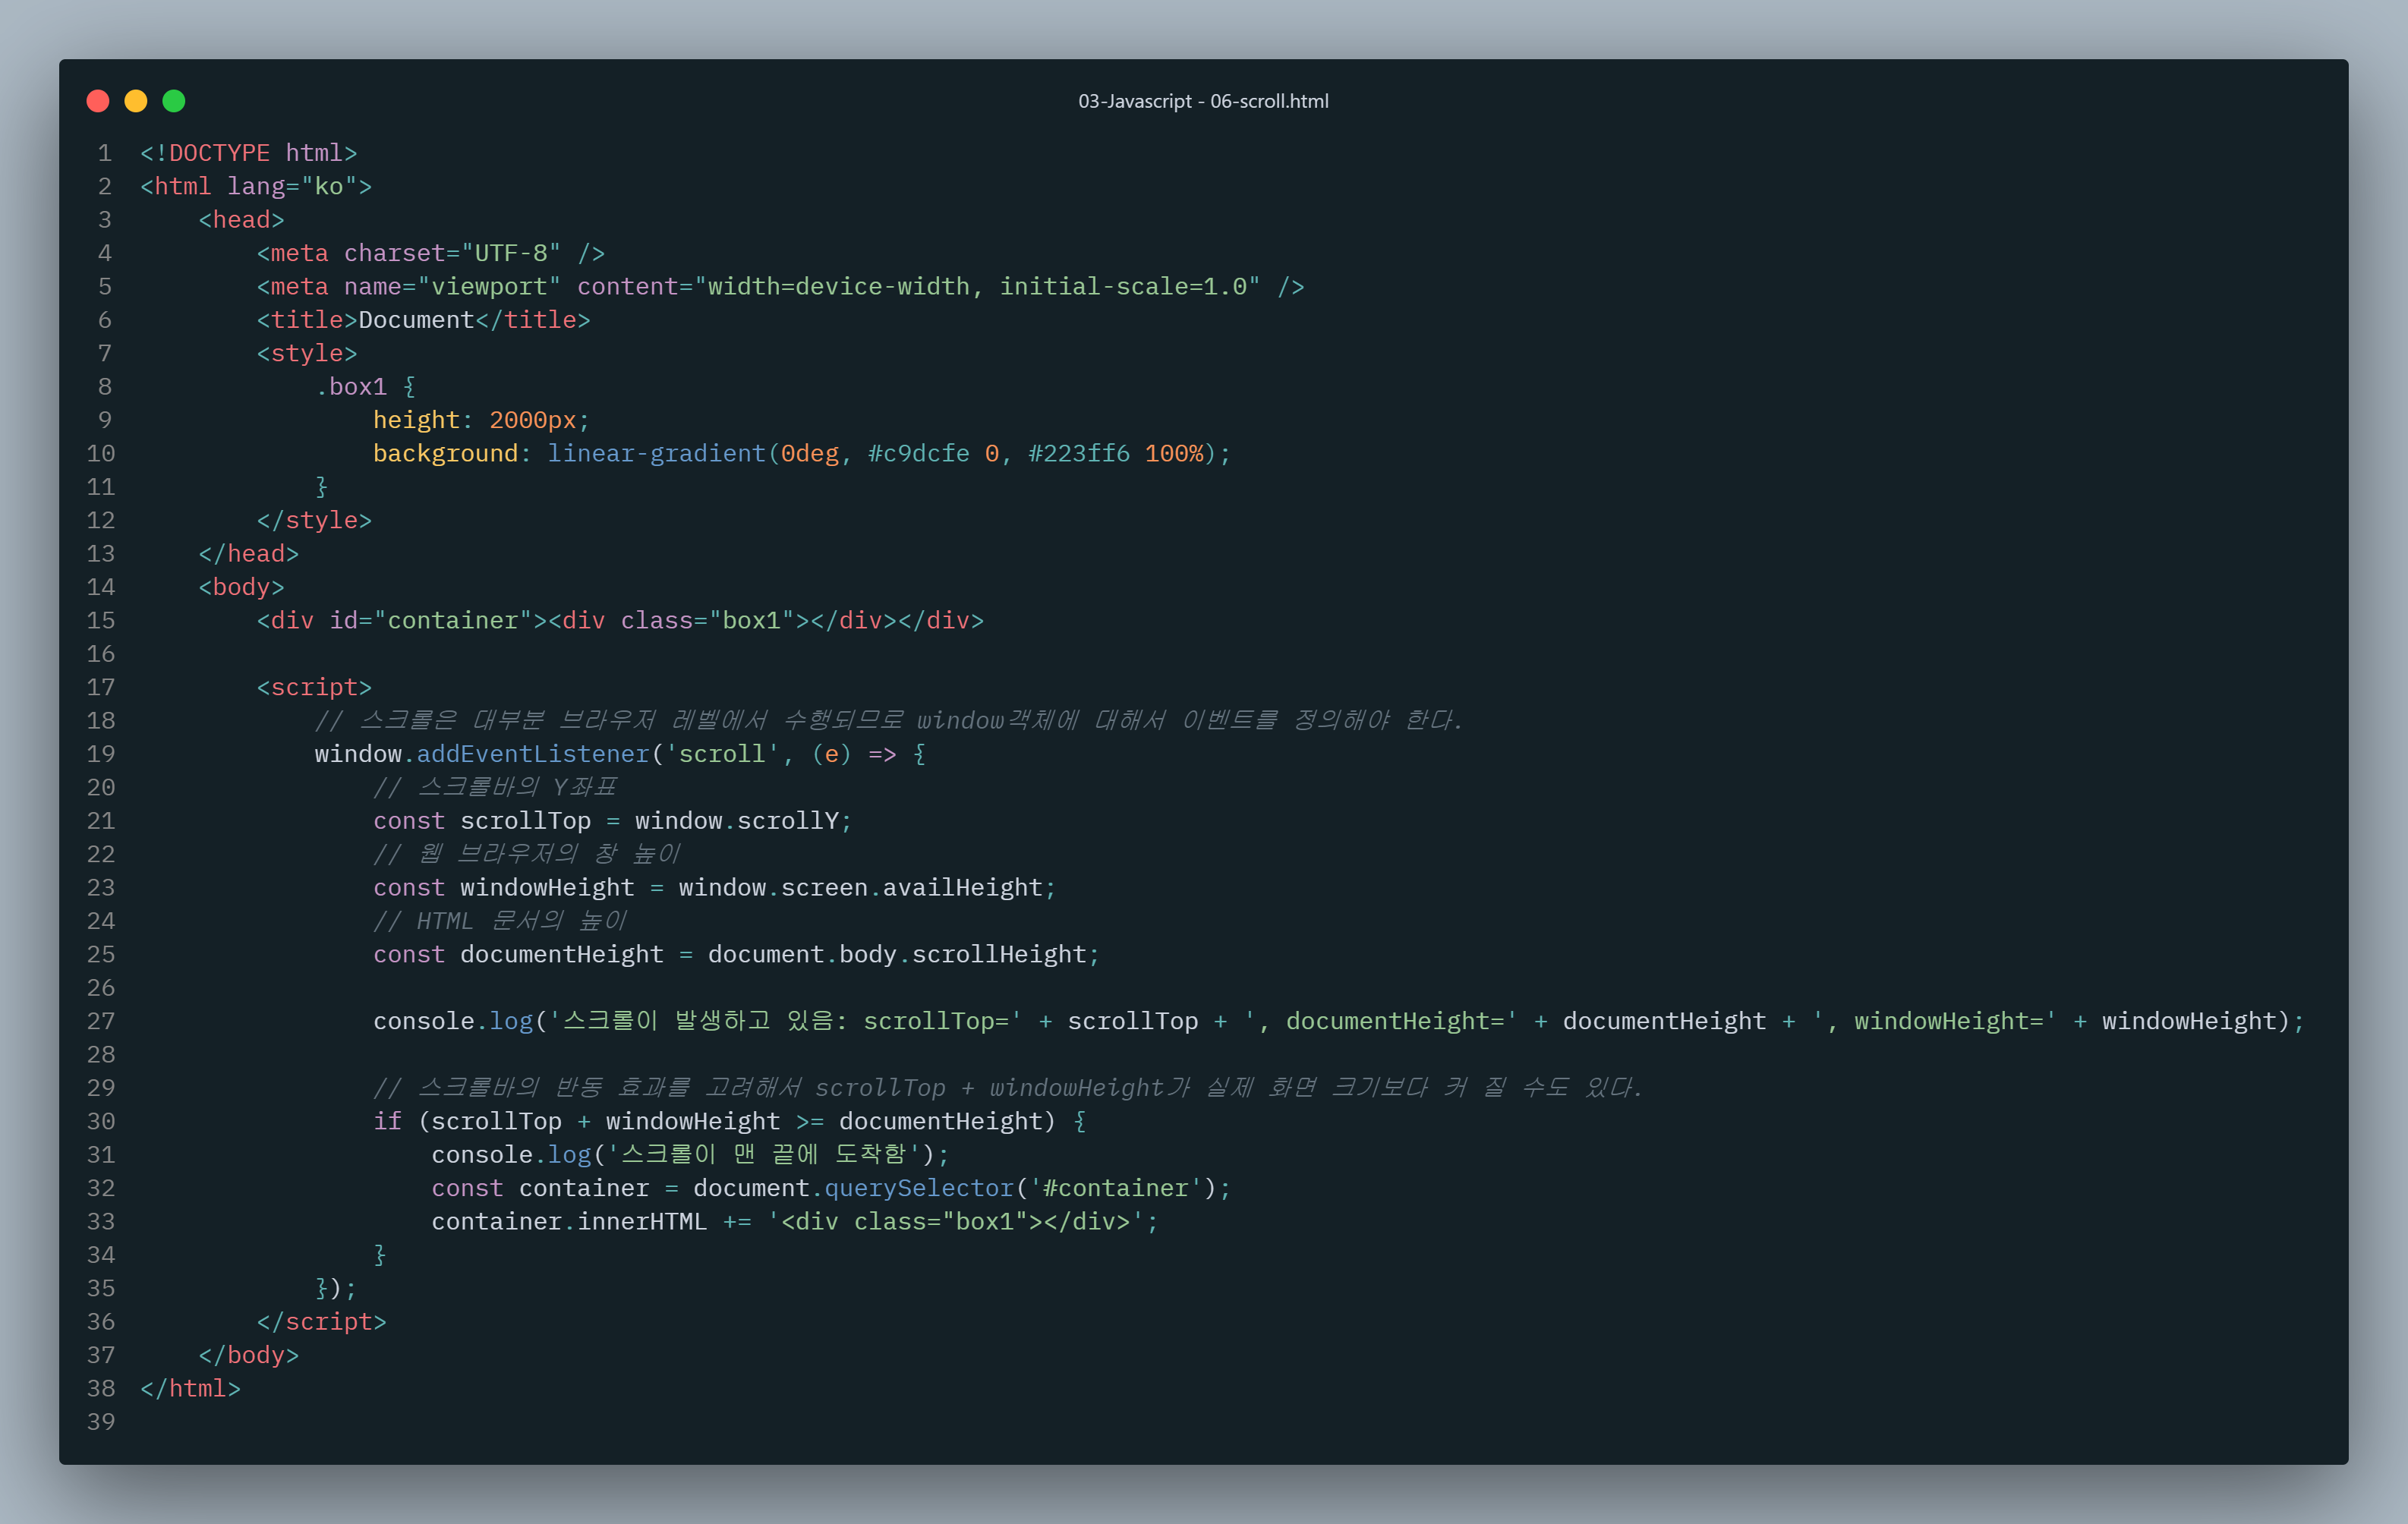 03-Javascript - 06-scroll.html
1 <!DOCTYPE html>
2 <html lang="ko">
3     <head>
4         <meta charset="UTF-8" />
5         <meta name="viewport" content="width=device-width, initial-scale=1.0" />
6         <title>Document</title>
7         <style>
8             .box1 {
9                 height: 2000px;
10                 background: linear-gradient(0deg, #c9dcfe 0, #223ff6 100%);
11             }
12         </style>
13     </head>
14     <body>
15         <div id="container"><div class="box1"></div></div>
16
17         <script>
18             // 스크롤은 대부분 브라우저 레벨에서 수행되므로 window객체에 대해서 이벤트를 정의해야 한다.
19             window.addEventListener('scroll', (e) => {
20                 // 스크롤바의 Y좌표
21                 const scrollTop = window.scrollY;
22                 // 웹 브라우저의 창 높이
23                 const windowHeight = window.screen.availHeight;
24                 // HTML 문서의 높이
25                 const documentHeight = document.body.scrollHeight;
26
27                 console.log('스크롤이 발생하고 있음: scrollTop=' + scrollTop + ', documentHeight=' + documentHeight + ', windowHeight=' + windowHeight);
28
29                 // 스크롤바의 반동 효과를 고려해서 scrollTop + windowHeight가 실제 화면 크기보다 커 질 수도 있다.
30                 if (scrollTop + windowHeight >= documentHeight) {
31                     console.log('스크롤이 맨 끝에 도착함');
32                     const container = document.querySelector('#container');
33                     container.innerHTML += '<div class="box1"></div>';
34                 }
35             });
36         </script>
37     </body>
38 </html>
39